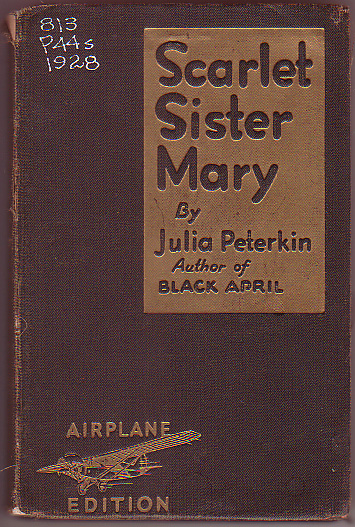 813
P44s
1928
Scarlet
Sister
Mary
By
Julia Peterkin
Author of
BLACK APRIL
AIRPLANE
EDITION